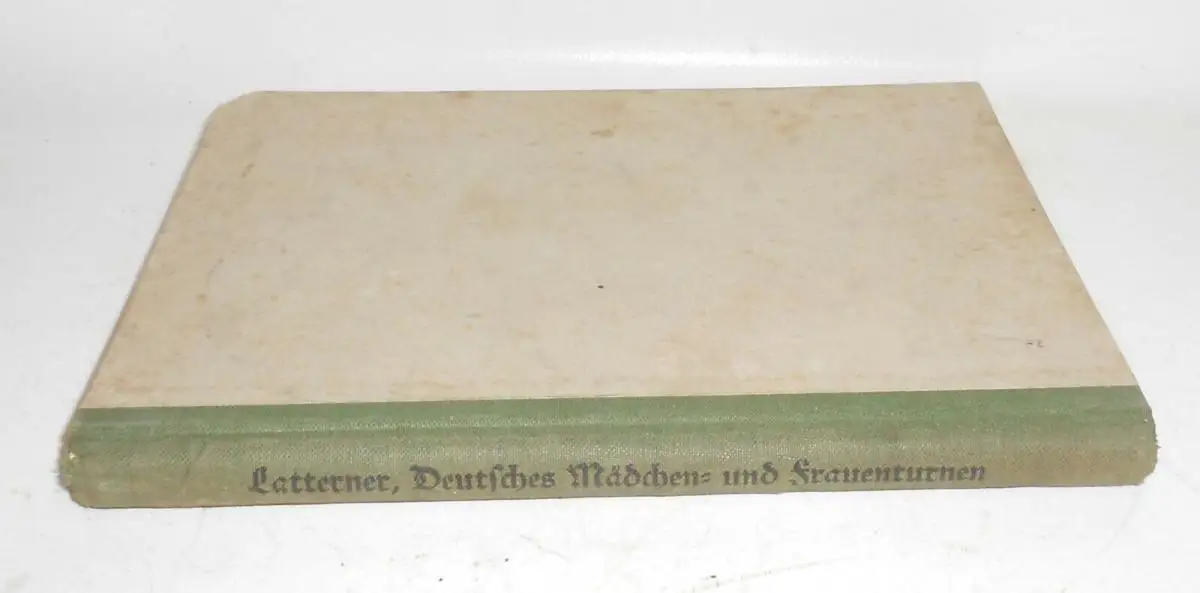 Latterner, Deutſches Mädchen- und Frauenturnen